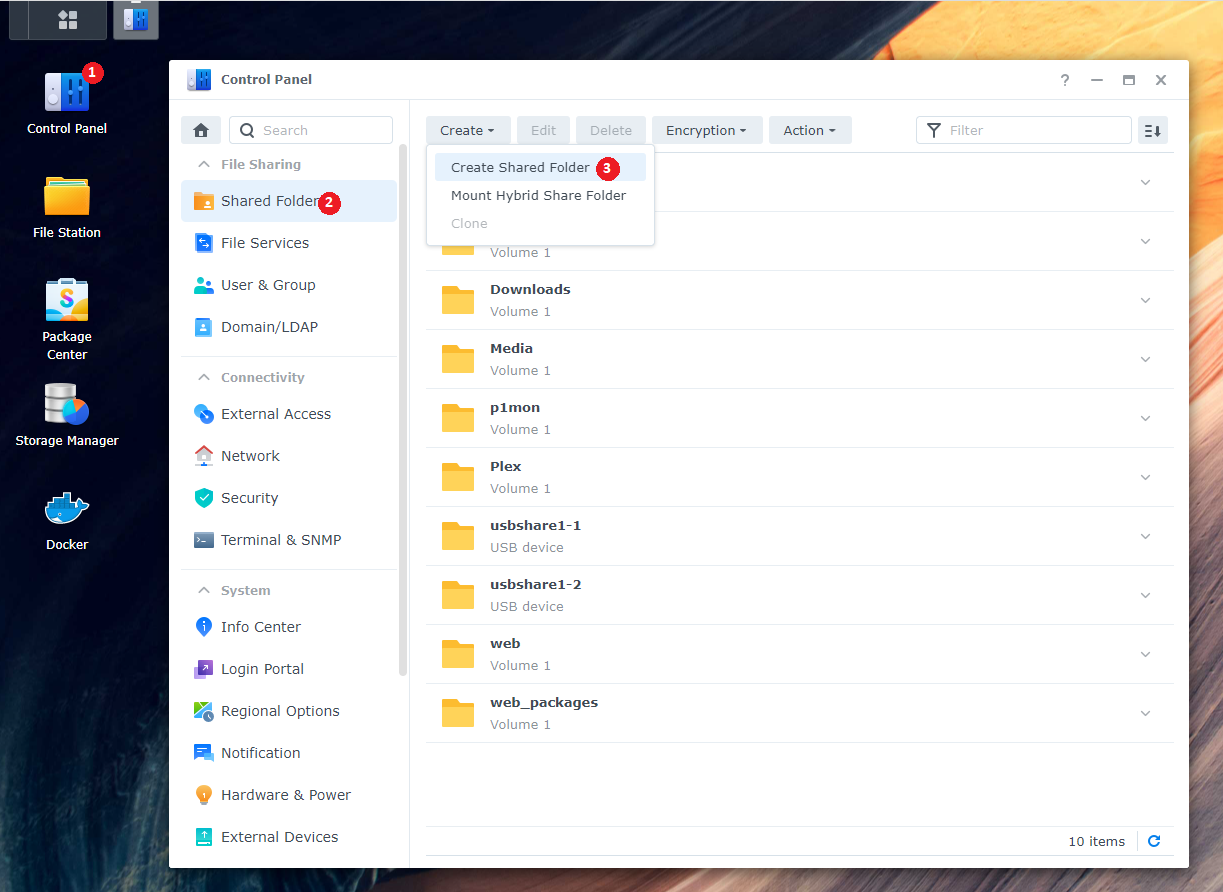 1
Control Panel
File Station
Package
Center
Storage Manager
Docker
Control Panel
?
Search
File Sharing
Shared Folder 2
File Services
User & Group
Domain/LDAP
Connectivity
External Access
Network
Security
Terminal & SNMP
System
Info Center
Login Portal
Regional Options
Notification
Hardware & Power
External Devices
Create
Edit
Delete
Encryption
Action
Filter
Create Shared Folder 3
Mount Hybrid Share Folder
Clone
Volume 1
Downloads
Volume 1
Media
Volume 1
p1mon
Volume 1
Plex
Volume 1
usbshare1-1
USB device
usbshare1-2
USB device
web
Volume 1
web_packages
Volume 1
10 items